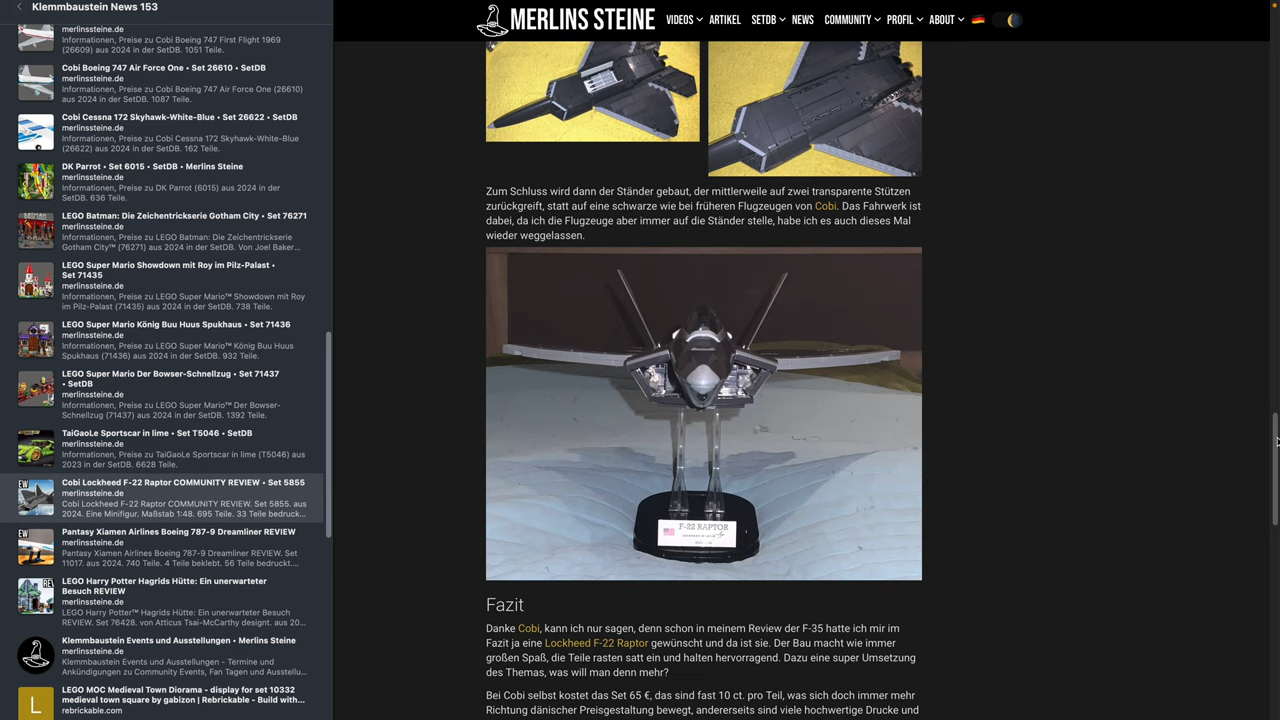 Klemmbaustein News 153
merlinssteine.de
Informationen, Preise zu Cobi Boeing 747 First Flight 1969
(26609) aus 2024 in der SetDB. 1051 Teile.
Cobi Boeing 747 Air Force One • Set 26610 • SetDB
merlinssteine.de
Informationen, Preise zu Cobi Boeing 747 Air Force One (26610)
aus 2024 in der SetDB. 1087 Teile.
Cobi Cessna 172 Skyhawk-White-Blue • Set 26622 • SetDB
merlinssteine.de
Informationen, Preise zu Cobi Cessna 172 Skyhawk-White-Blue
(26622) aus 2024 in der SetDB. 162 Teile.
DK Parrot • Set 6015 • SetDB • Merlins Steine
merlinssteine.de
Informationen, Preise zu DK Parrot (6015) aus 2024 in der
SetDB. 636 Teile.
LEGO Batman: Die Zeichentrickserie Gotham City • Set 76271
merlinssteine.de
Informationen, Preise zu LEGO Batman: Die Zeichentrickserie
Gotham City™ (76271) aus 2024 in der SetDB. Von Joel Baker...
LEGO Super Mario Showdown mit Roy im Pilz-Palast •
Set 71435
merlinssteine.de
Informationen, Preise zu LEGO Super Mario™ Showdown mit Roy
im Pilz-Palast (71435) aus 2024 in der SetDB. 738 Teile.
LEGO Super Mario König Buu Huus Spukhaus • Set 71436
merlinssteine.de
Informationen, Preise zu LEGO Super Mario™ König Buu Huus
Spukhaus (71436) aus 2024 in der SetDB. 932 Teile.
LEGO Super Mario Der Bowser-Schnellzug • Set 71437
• SetDB
merlinssteine.de
Informationen, Preise zu LEGO Super Mario™ Der Bowser-
Schnellzug (71437) aus 2024 in der SetDB. 1392 Teile.
TaiGaoLe Sportscar in lime • Set T5046 • SetDB
merlinssteine.de
Informationen, Preise zu TaiGaoLe Sportscar in lime (T5046) aus
2023 in der SetDB. 6628 Teile.
Cobi Lockheed F-22 Raptor COMMUNITY REVIEW • Set 5855
merlinssteine.de
Cobi Lockheed F-22 Raptor COMMUNITY REVIEW. Set 5855. aus
2024. Eine Minifigur. Maßstab 1:48. 695 Teile. 33 Teile bedruck...
Pantasy Xiamen Airlines Boeing 787-9 Dreamliner REVIEW
merlinssteine.de
Pantasy Xiamen Airlines Boeing 787-9 Dreamliner REVIEW. Set
11017. aus 2024. 740 Teile. 4 Teile beklebt. 56 Teile bedruckt....
LEGO Harry Potter Hagrids Hütte: Ein unerwarteter
Besuch REVIEW
merlinssteine.de
LEGO Harry Potter™ Hagrids Hütte: Ein unerwarteter Besuch
REVIEW. Set 76428. von Atticus Tsai-McCarthy designt. aus 20...
Klemmbaustein Events und Ausstellungen • Merlins Steine
merlinssteine.de
Klemmbaustein Events und Ausstellungen - Termine und
Ankündigungen zu Community Events, Fan Tagen und Ausstellu...
L
LEGO MOC Medieval Town Diorama - display for set 10332
medieval town square by gabizon | Rebrickable - Build with...
rebrickable.com
MERLINS STEINE
VIDEOS ARTIKEL SETDB NEWS COMMUNITY PROFIL ABOUT
Zum Schluss wird dann der Ständer gebaut, der mittlerweile auf zwei transparente Stützen
zurückgreift, statt auf eine schwarze wie bei früheren Flugzeugen von Cobi. Das Fahrwerk ist
dabei, da ich die Flugzeuge aber immer auf die Ständer stelle, habe ich es auch dieses Mal
wieder weggelassen.
F-22 RAPTOR
Fazit
Danke Cobi, kann ich nur sagen, denn schon in meinem Review der F-35 hatte ich mir im
Fazit ja eine Lockheed F-22 Raptor gewünscht und da ist sie. Der Bau macht wie immer
großen Spaß, die Teile rasten satt ein und halten hervorragend. Dazu eine super Umsetzung
des Themas, was will man denn mehr?
Bei Cobi selbst kostet das Set 65 €, das sind fast 10 ct. pro Teil, was sich doch immer mehr
Richtung dänischer Preisgestaltung bewegt, andererseits sind viele hochwertige Drucke und